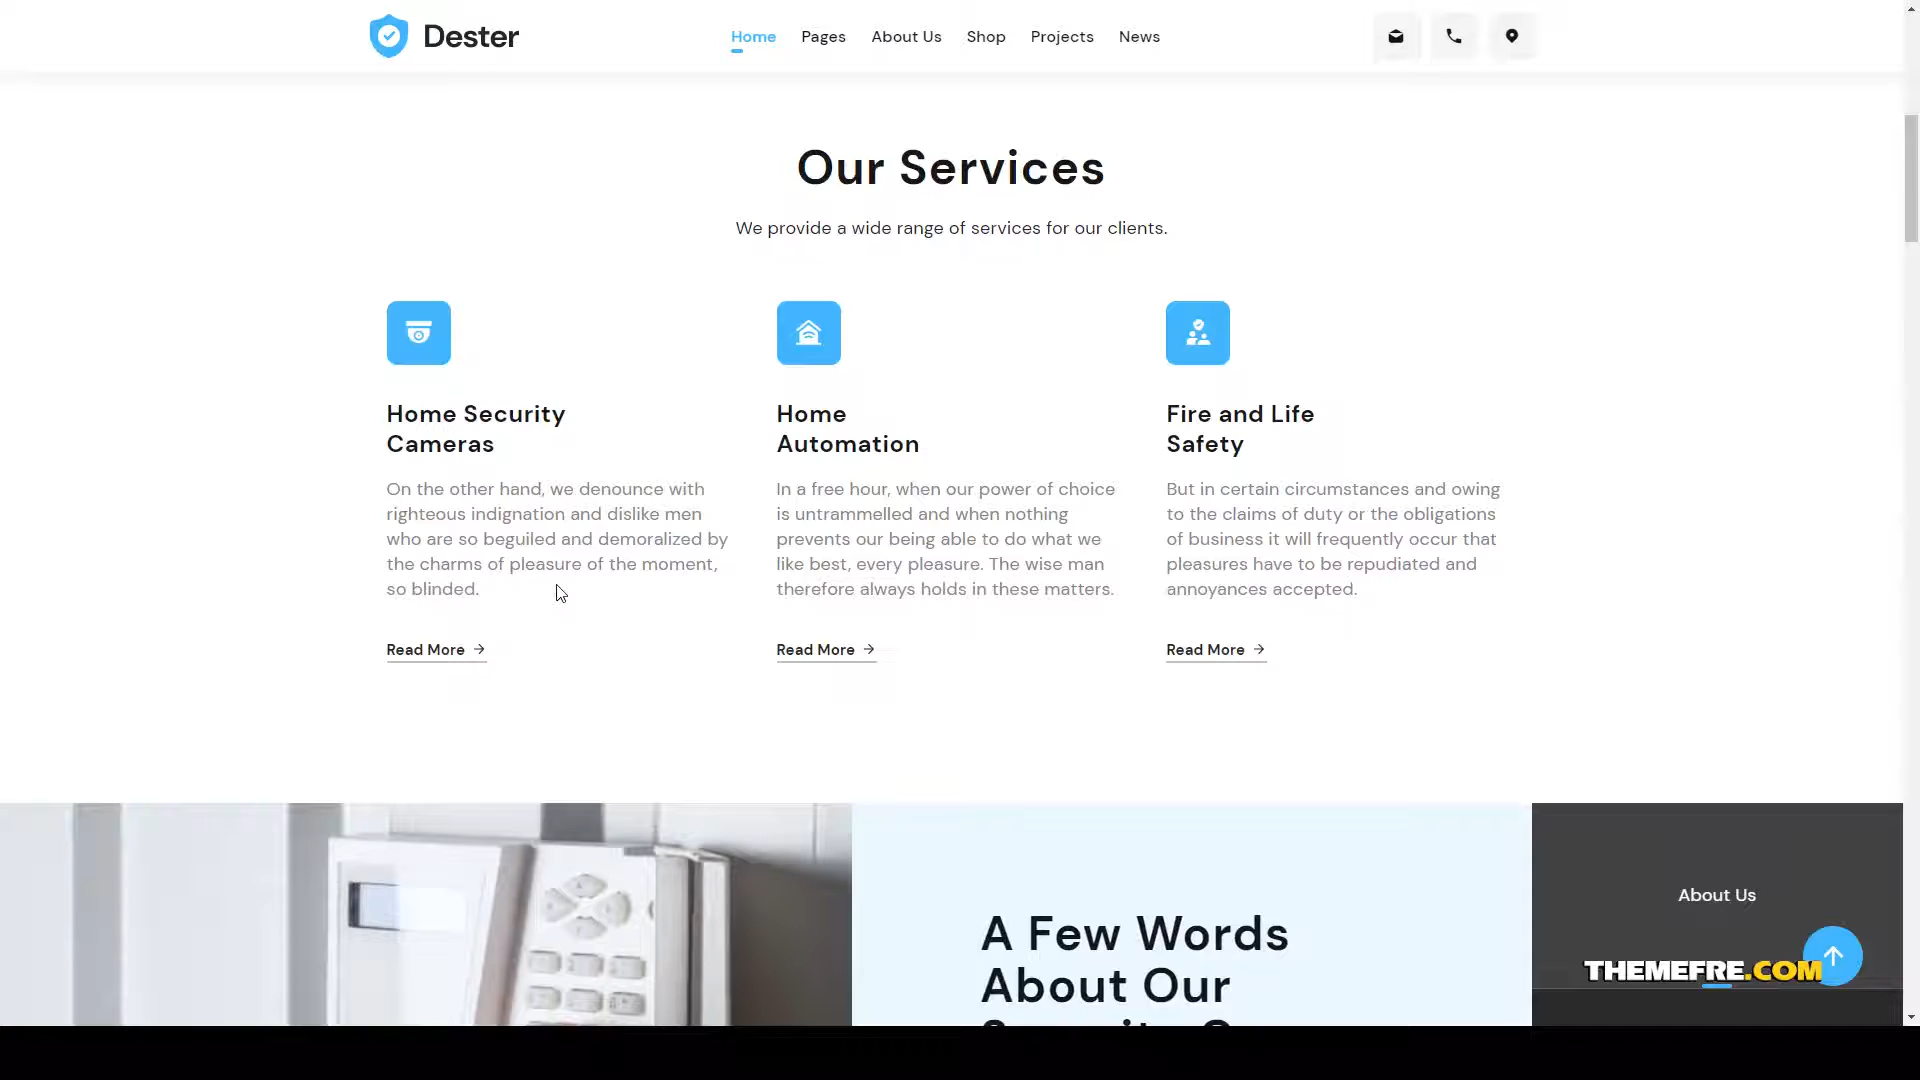 Dester
Home Pages About Us Shop Projects News
Our Services
We provide a wide range of services for our clients.
Home Security
Cameras
On the other hand, we denounce with
righteous indignation and dislike men
who are so beguiled and demoralized by
the charms of pleasure of the moment,
so blinded.
Read More
Home
Automation
In a free hour, when our power of choice
is untrammelled and when nothing
prevents our being able to do what we
like best, every pleasure. The wise man
therefore always holds in these matters.
Read More
Fire and Life
Safety
But in certain circumstances and owing
to the claims of duty or the obligations
of business it will frequently occur that
pleasures have to be repudiated and
annoyances accepted.
Read More
A Few Words
About Our
About Us
THEMEFRE.COM